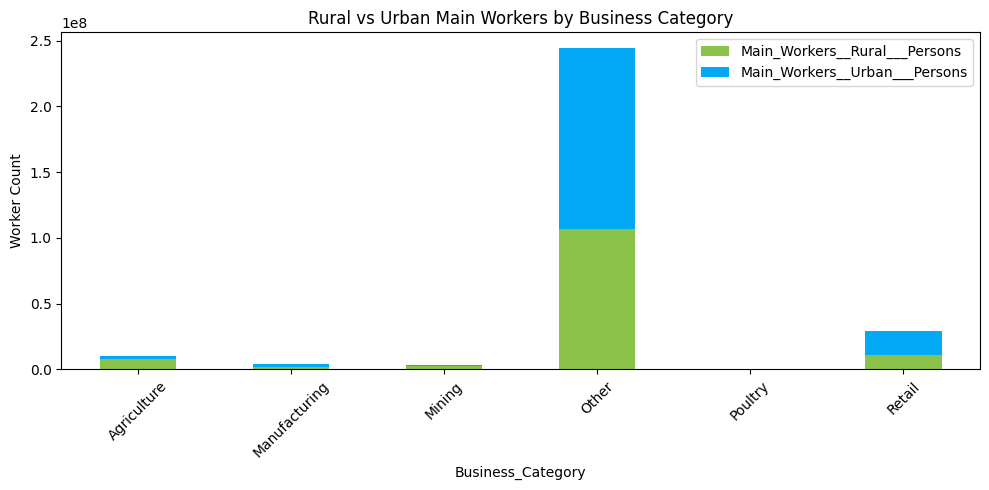 Rural vs Urban Main Workers by Business Category
1e8
2.5
2.0
1.5
1.0
0.5
0.0
Worker Count
Main_Workers__Rural___Persons
Main_Workers__Urban___Persons
Agriculture
Manufacturing
Mining
Other
Poultry
Retail
Business_Category